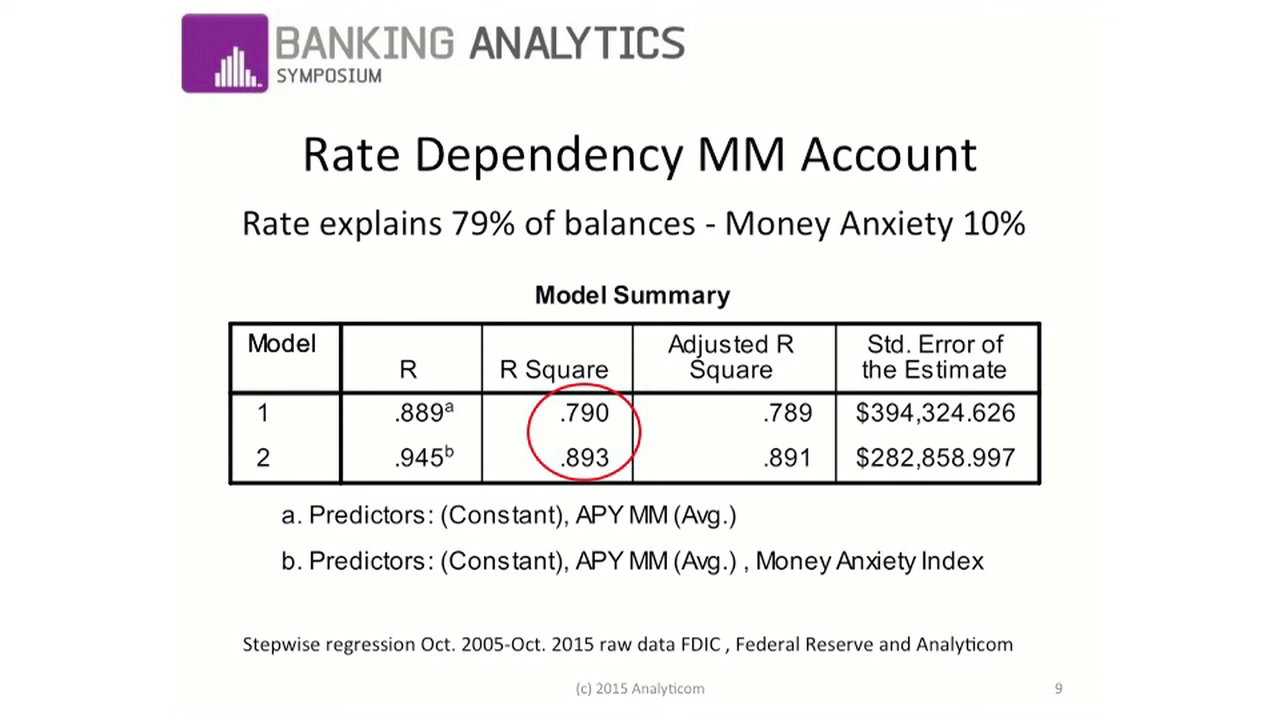 BANKING ANALYTICS
SYMPOSIUM
Rate Dependency MM Account
Rate explains 79% of balances - Money Anxiety 10%
Model Summary
Model R R Square Adjusted R Square Std. Error of the Estimate
1 .889a .790 .789 $394,324.626
2 .945b .893 .891 $282,858.997
a. Predictors: (Constant), APY MM (Avg.)
b. Predictors: (Constant), APY MM (Avg.) , Money Anxiety Index
Stepwise regression Oct. 2005-Oct. 2015 raw data FDIC , Federal Reserve and Analyticom
(c) 2015 Analyticom 9